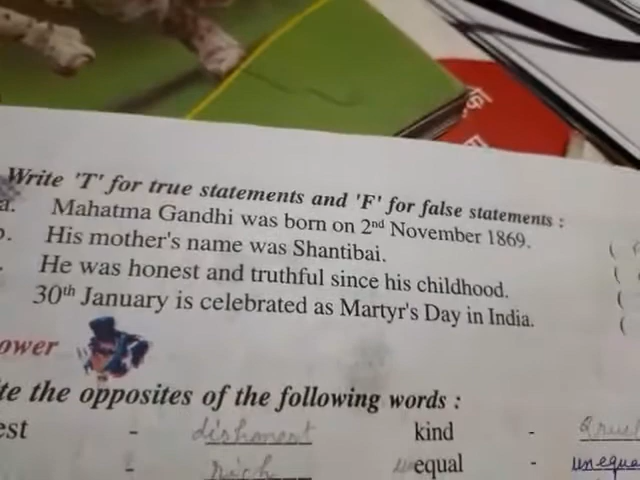 Write 'T' for true statements and 'F' for false statements :
a. Mahatma Gandhi was born on 2nd November 1869. (
His mother's name was Shantibai. (
He was honest and truthful since his childhood. (
30th January is celebrated as Martyr's Day in India. (
ower
te the opposites of the following words :
est - dishonest kind -
- rich unequal - unequa